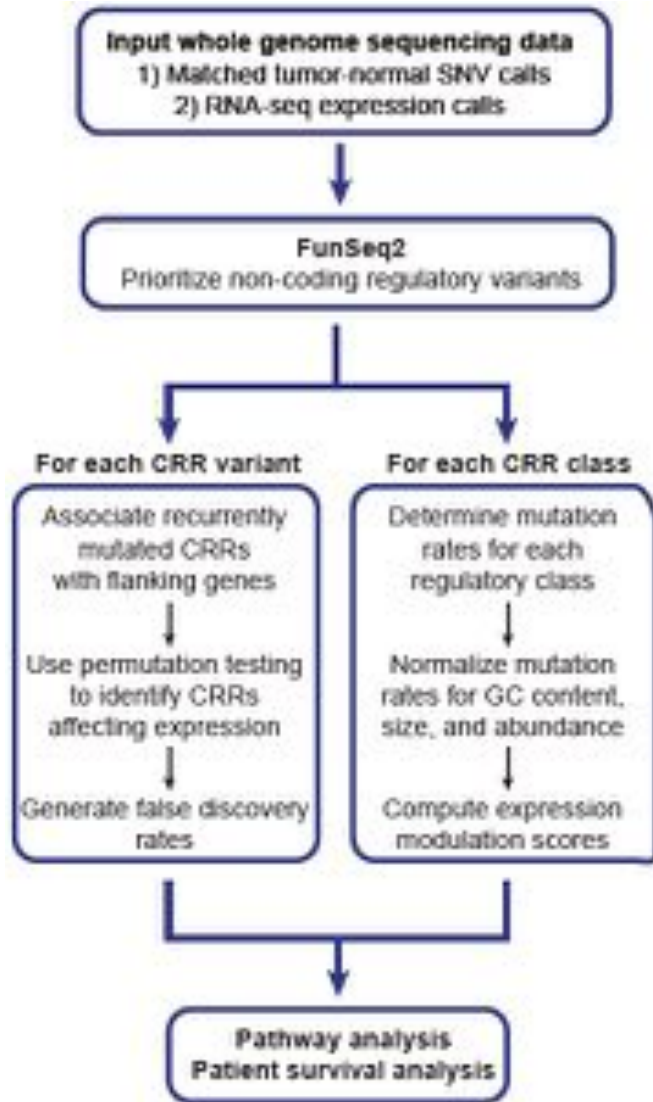 Input whole genome sequencing data
1) Matched tumor-normal SNV calls
2) RNA-seq expression calls
FunSeq2
Prioritize non-coding regulatory variants
For each CRR variant
Associate recurrently
mutated CRRs
with flanking genes
Use permutation testing
to identify CRRs
affecting expression
Generate false discovery
rates
For each CRR class
Determine mutation
rates for each
regulatory class
Normalize mutation
rates for GC content,
size, and abundance
Compute expression
modulation scores
Pathway analysis
Patient survival analysis